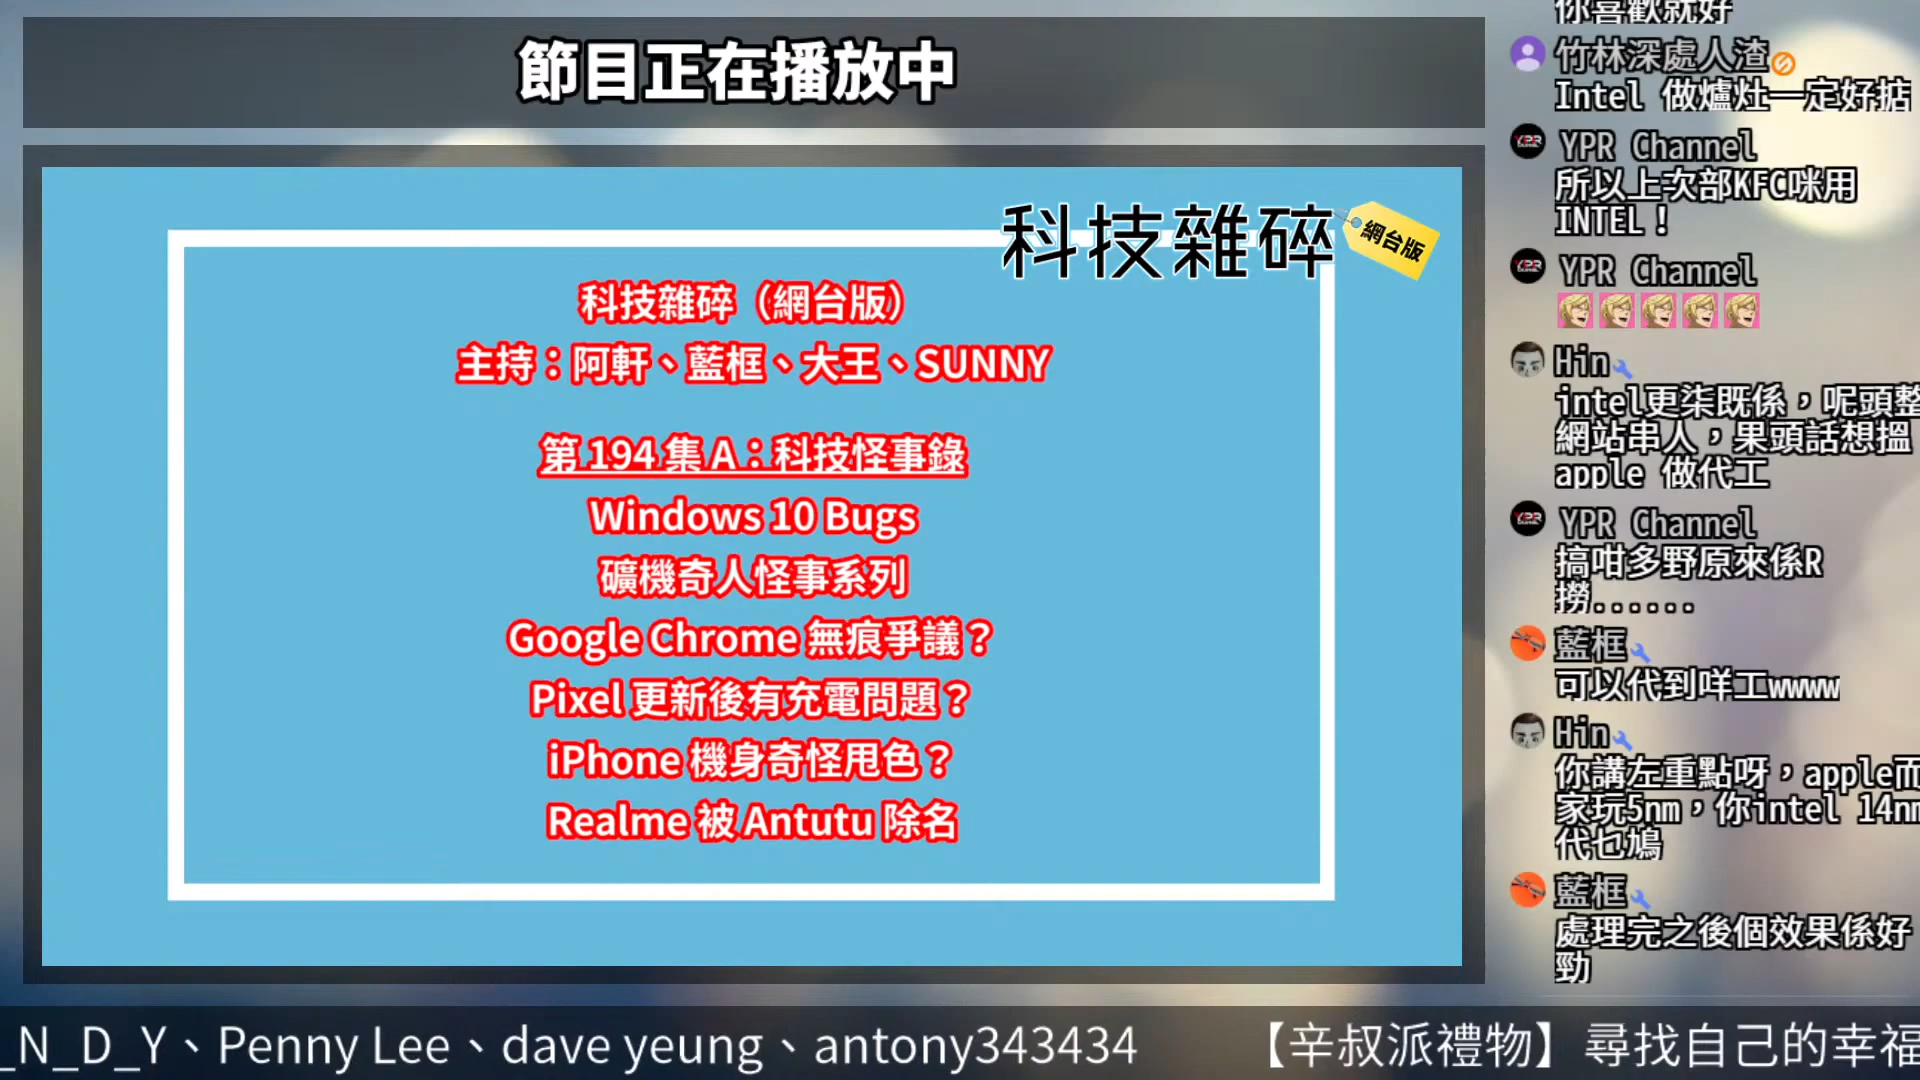 節目正在播放中
科技雜碎
網台版
科技雜碎（網台版）
主持：阿軒、藍框、大王、SUNNY
第 194 集 A：科技怪事錄
Windows 10 Bugs
礦機奇人怪事系列
Google Chrome 無痕爭議？
Pixel 更新後有充電問題？
iPhone 機身奇怪甩色？
Realme 被 Antutu 除名
你喜歡就好
竹林深處人渣
Intel 做爐灶一定好掂
YPR Channel
所以上次部KFC咪用
INTEL！
YPR Channel
Hin
intel更柒既係，呢頭整
網站串人，果頭話想搵
apple 做代工
YPR Channel
搞咁多野原來係R
撈......
藍框
可以代到咩工wwww
Hin
你講左重點呀，apple而
家玩5nm，你intel 14nm
代乜鳩
藍框
處理完之後個效果係好
勁
_N_D_Y、Penny Lee、dave yeung、antony343434 【辛叔派禮物】尋找自己的幸福